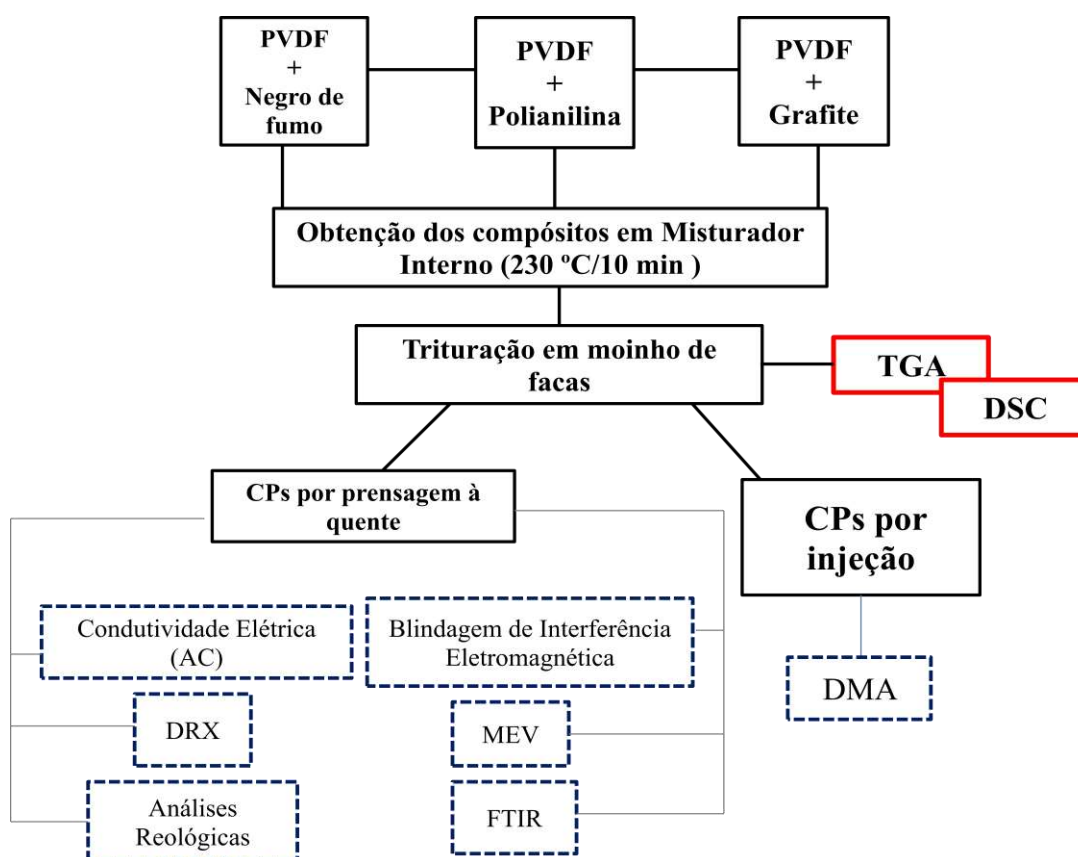 PVDF
+
Negro de
fumo
PVDF
+
Polianilina
PVDF
+
Grafite
Obtenção dos compósitos em Misturador
Interno (230 ºC/10 min )
Trituração em moinho de
facas
TGA
DSC
CPs por prensagem à
quente
CPs por
injeção
Condutividade Elétrica
(AC)
Blindagem de Interferência
Eletromagnética
DMA
DRX
MEV
Análises
Reológicas
FTIR